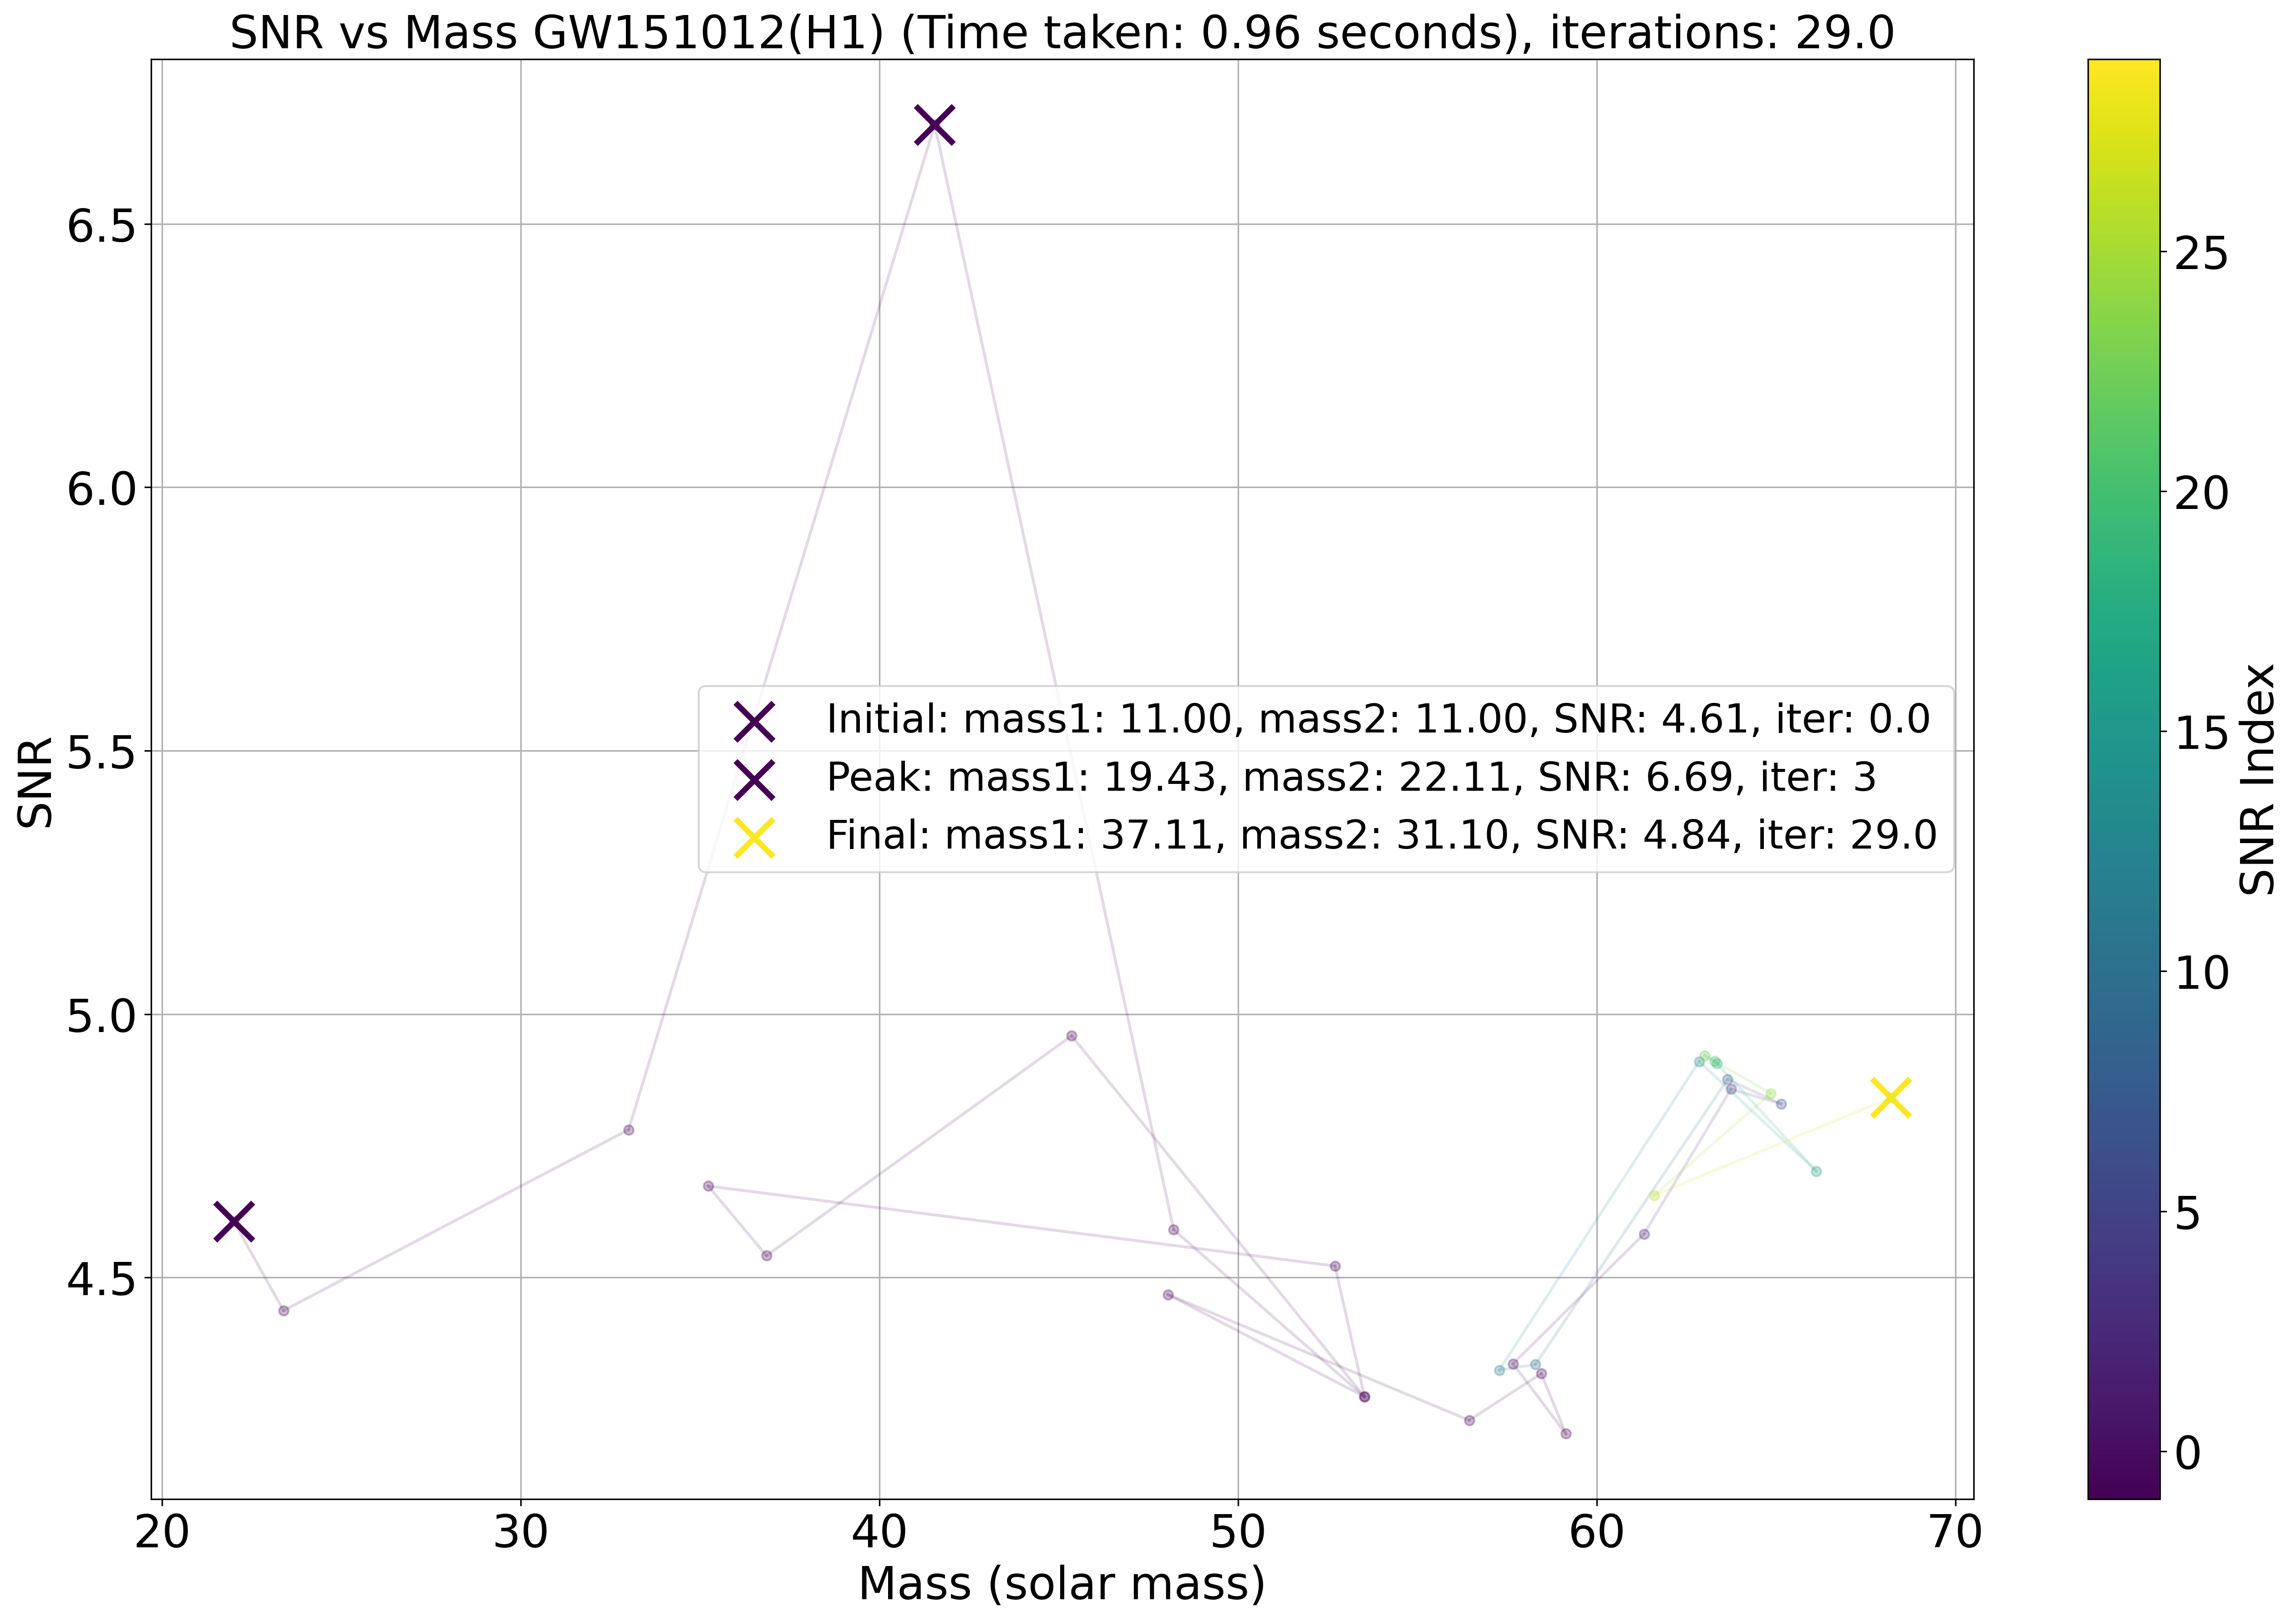 SNR vs Mass GW151012(H1) (Time taken: 0.96 seconds), iterations: 29.0
SNR
6.5
6.0
5.5
5.0
4.5
Initial: mass1: 11.00, mass2: 11.00, SNR: 4.61, iter: 0.0
Peak: mass1: 19.43, mass2: 22.11, SNR: 6.69, iter: 3
Final: mass1: 37.11, mass2: 31.10, SNR: 4.84, iter: 29.0
20 30 40 50 60 70
Mass (solar mass)
25
20
15
10
5
0
SNR Index